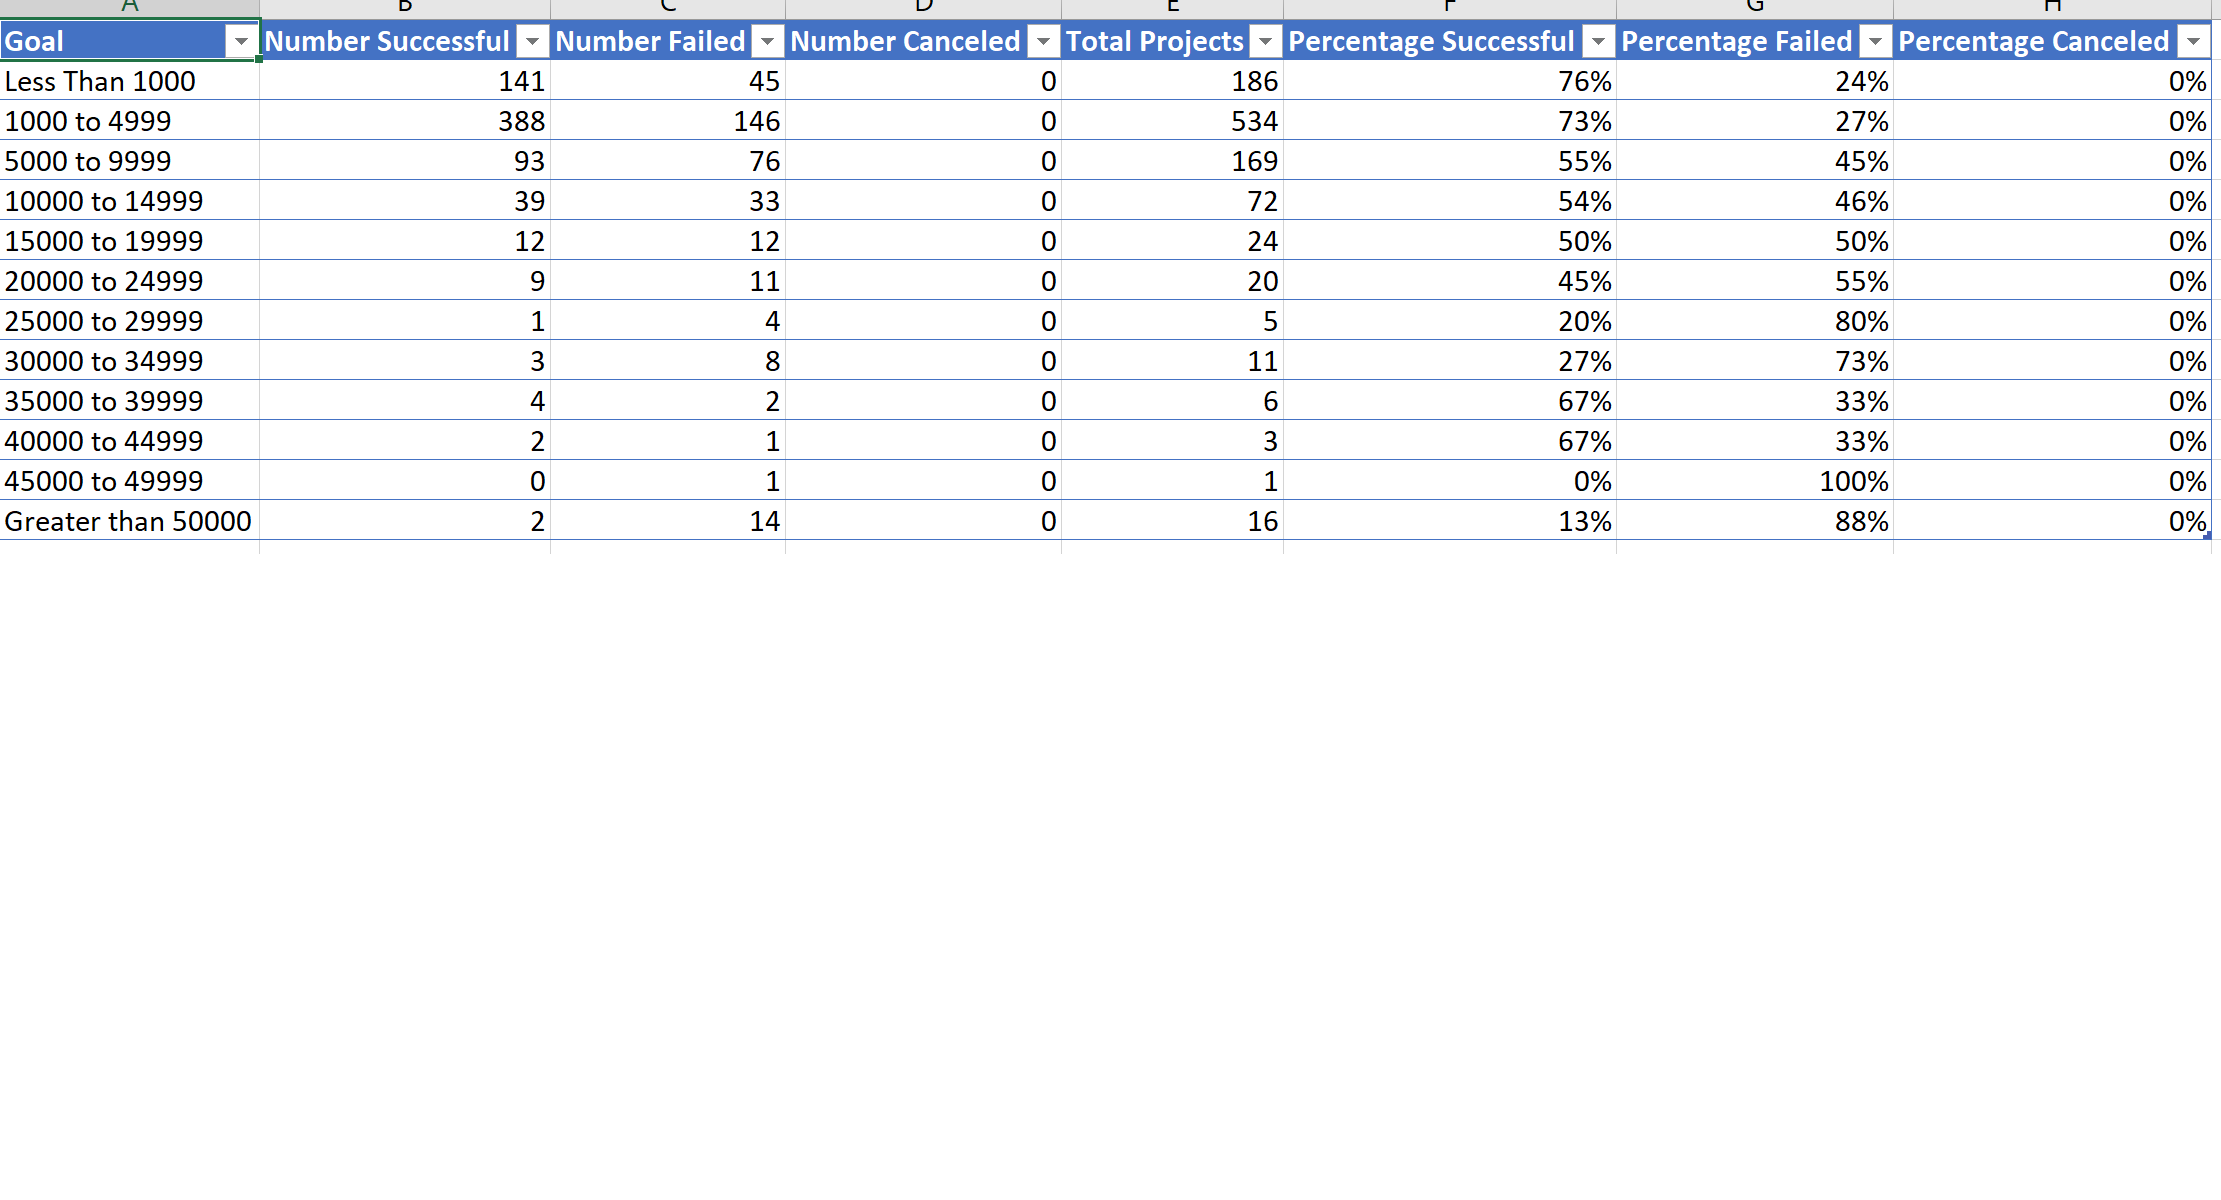 A B C D E F G H
Goal Number Successful Number Failed Number Canceled Total Projects Percentage Successful Percentage Failed Percentage Canceled
Less Than 1000 141 45 0 186 76% 24% 0%
1000 to 4999 388 146 0 534 73% 27% 0%
5000 to 9999 93 76 0 169 55% 45% 0%
10000 to 14999 39 33 0 72 54% 46% 0%
15000 to 19999 12 12 0 24 50% 50% 0%
20000 to 24999 9 11 0 20 45% 55% 0%
25000 to 29999 1 4 0 5 20% 80% 0%
30000 to 34999 3 8 0 11 27% 73% 0%
35000 to 39999 4 2 0 6 67% 33% 0%
40000 to 44999 2 1 0 3 67% 33% 0%
45000 to 49999 0 1 0 1 0% 100% 0%
Greater than 50000 2 14 0 16 13% 88% 0%